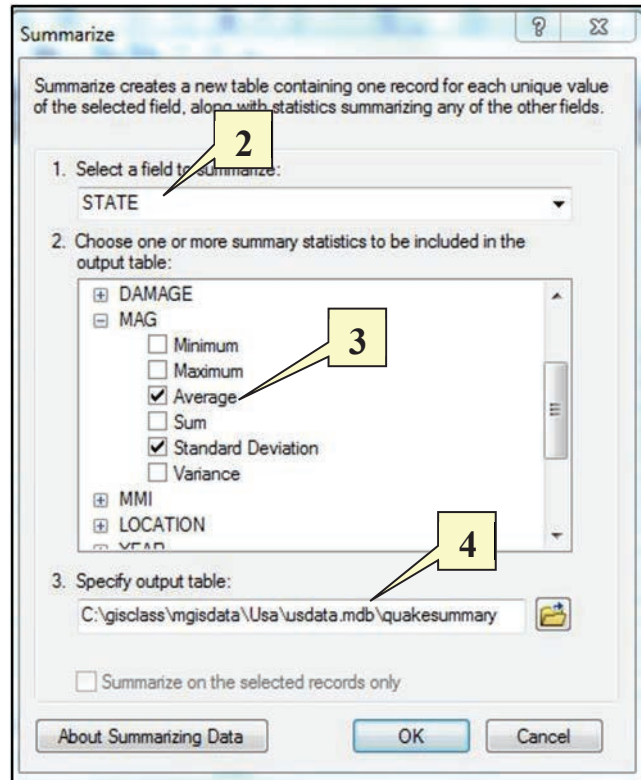 Summarize
Summarize creates a new table containing one record for each unique value
of the selected field, along with statistics summarizing any of the other fields.
2
1. Select a field to summarize:
STATE
2. Choose one or more summary statistics to be included in the
output table:
DAMAGE
MAG
Minimum
3
Maximum
Average
Sum
Standard Deviation
Variance
MMI
LOCATION
YEAR
4
3. Specify output table:
C:\gisclass\mgisdata\Usa\usdata.mdb\quakesummary
Summarize on the selected records only
About Summarizing Data
OK
Cancel